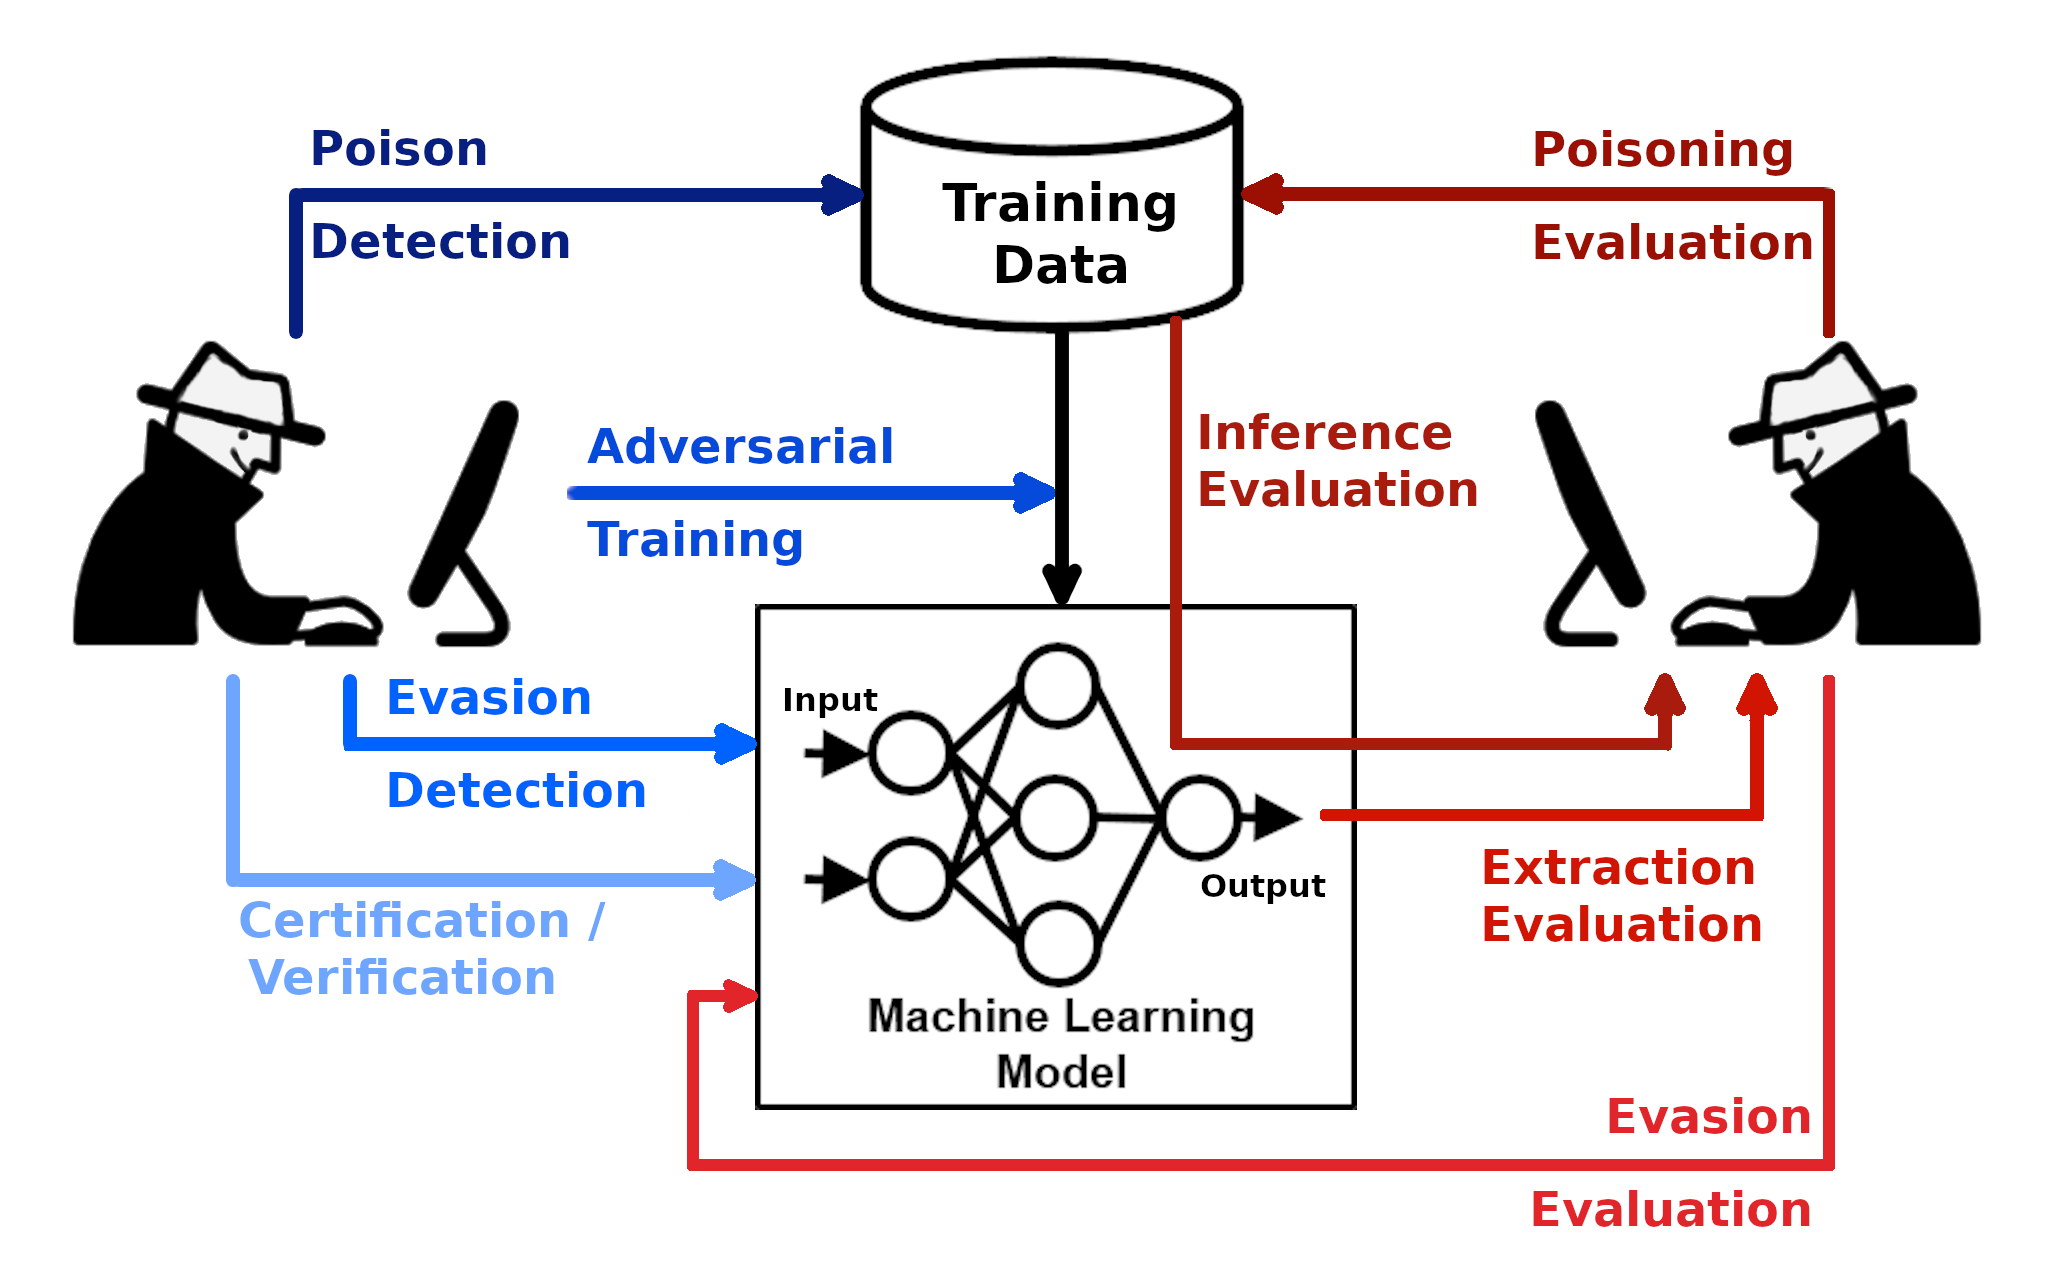 Poison
Detection
Training
Data
Poisoning
Evaluation
Adversarial
Training
Inference
Evaluation
Evasion
Detection
Certification /
Verification
Input
Output
Machine Learning
Model
Extraction
Evaluation
Evasion
Evaluation